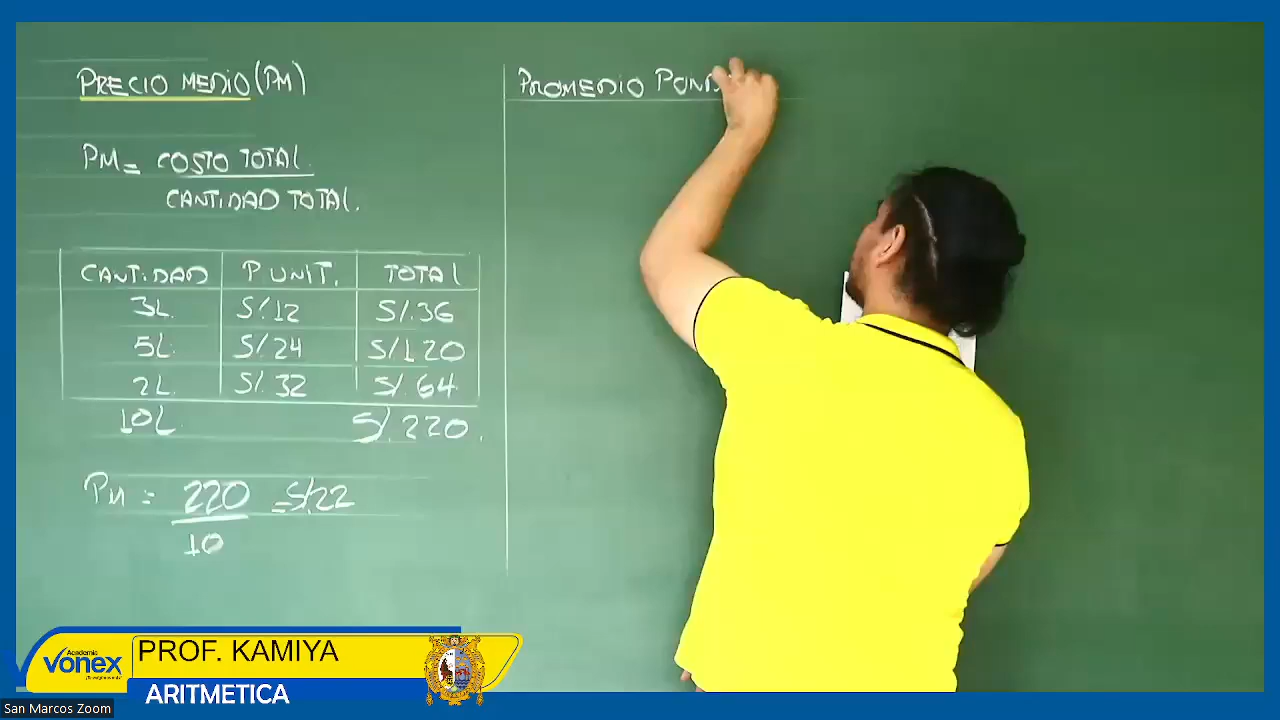 PRECIO MEDIO (PM)
PM = COSTO TOTAL.
CANTIDAD TOTAL.
CANTIDAD P UNIT. TOTAL
3L. S/.12 S/.36
5L. S/.24 S/.120
2L. S/.32 S/.64
10L S/.220.
PM = 220 = S/.22
10
PROMEDIO
Academia
vonex
PROF. KAMIYA
ARITMETICA
San Marcos Zoom